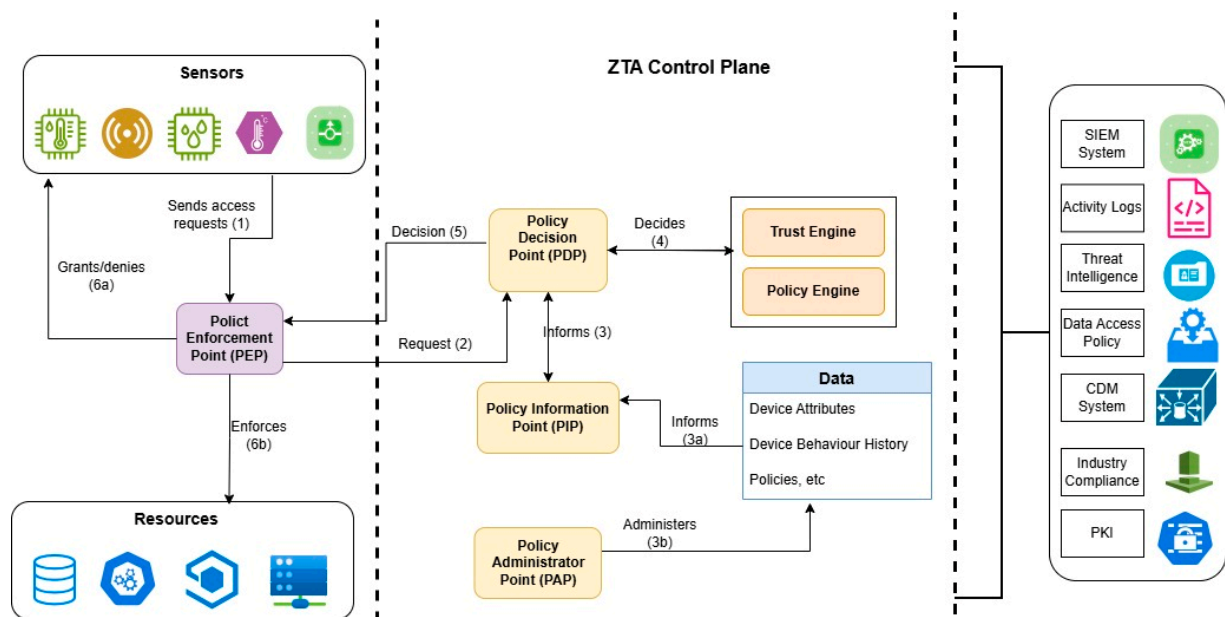 Sensors
Sends access
requests (1)
Grants/denies
(6a)
Polict
Enforcement
Point (PEP)
Enforces
(6b)
Resources
ZTA Control Plane
Decision (5)
Request (2)
Policy
Decision
Point (PDP)
Decides
(4)
Trust Engine
Policy Engine
Informs (3)
Policy Information
Point (PIP)
Informs
(3a)
Data
Device Attributes
Device Behaviour History
Policies, etc
Policy
Administrator
Point (PAP)
Administers
(3b)
SIEM
System
Activity Logs
Threat
Intelligence
Data Access
Policy
CDM
System
Industry
Compliance
PKI